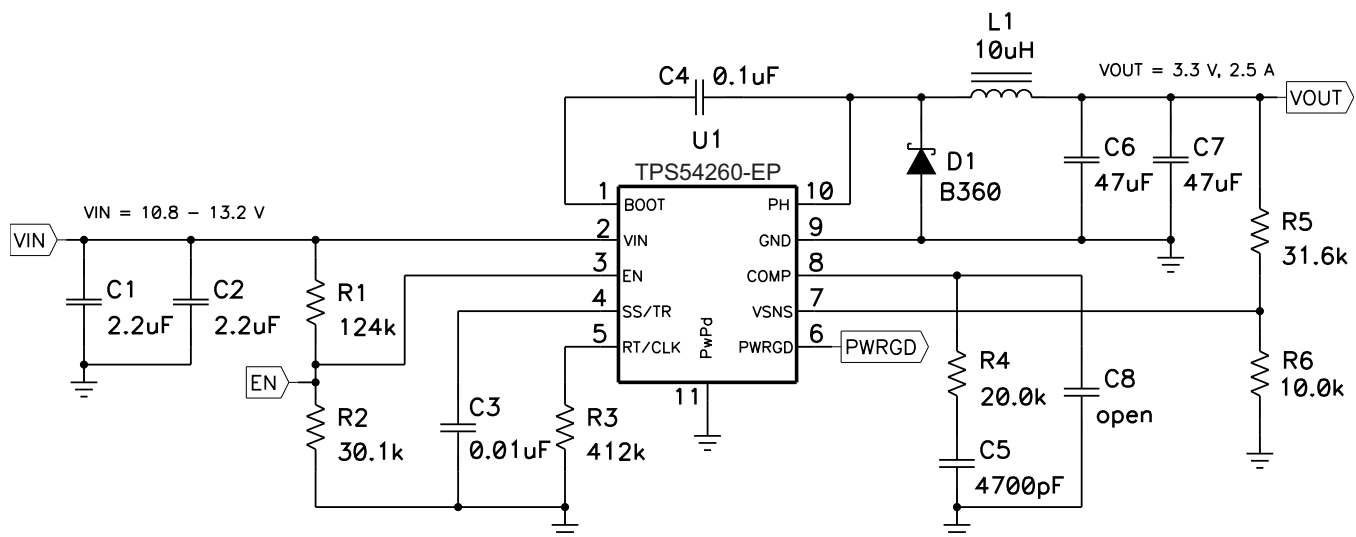 L1
10uH
C4 0.1uF
VOUT = 3.3 V, 2.5 A
VOUT
U1
TPS54260-EP
C6
47uF
C7
47uF
D1
B360
1
BOOT
PH
10
VIN = 10.8 – 13.2 V
VIN
2
VIN
GND
9
R5
31.6k
3
EN
COMP
8
C1
2.2uF
C2
2.2uF
R1
124k
4
SS/TR
VSNS
7
5
RT/CLK
PwPd
PWRGD
6
PWRGD
EN
11
R4
20.0k
C8
open
R6
10.0k
R2
30.1k
C3
0.01uF
R3
412k
C5
4700pF